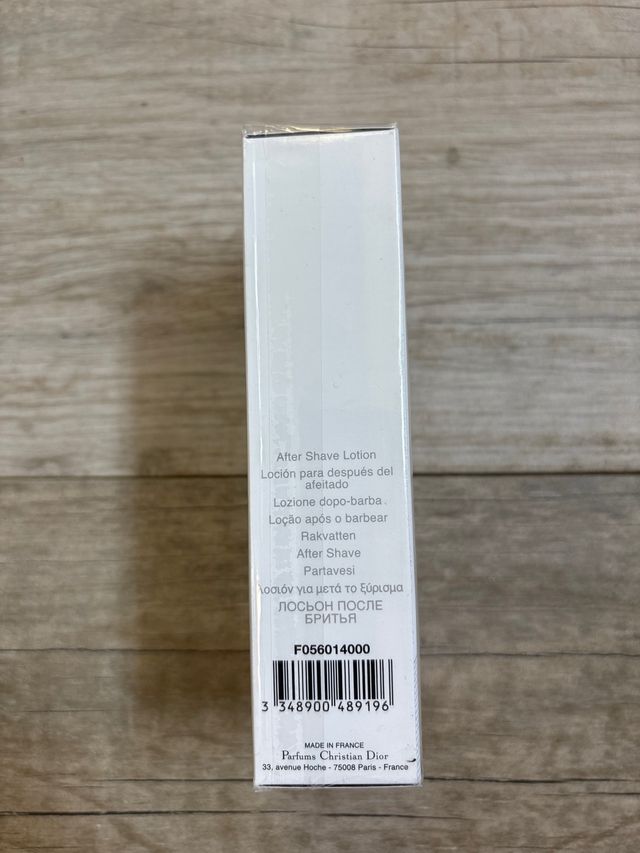 After Shave Lotion
Loción para después del
afeitado
Lozione dopo-barba
Loção após o barbear
Rakvatten
After Shave
Partavesi
Λοσιόν για μετά το ξύρισμα
ЛОСЬОН ПОСЛЕ
БРИТЬЯ
F056014000
3 348900 489196
MADE IN FRANCE
Parfums Christian Dior
33, avenue Hoche - 75008 Paris - France